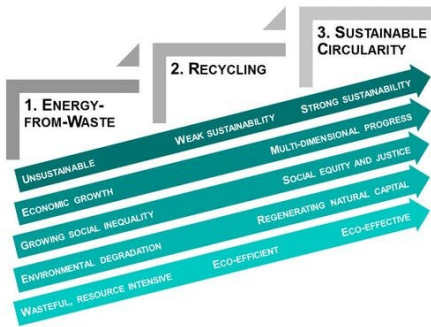 3. SUSTAINABLE
CIRCULARITY
2. RECYCLING
1. ENERGY-
FROM-WASTE
UNSUSTAINABLE WEAK SUSTAINABILITY STRONG SUSTAINABILITY
ECONOMIC GROWTH MULTI-DIMENSIONAL PROGRESS
GROWING SOCIAL INEQUALITY SOCIAL EQUITY AND JUSTICE
ENVIRONMENTAL DEGRADATION REGENERATING NATURAL CAPITAL
WASTEFUL, RESOURCE INTENSIVE ECO-EFFICIENT ECO-EFFECTIVE